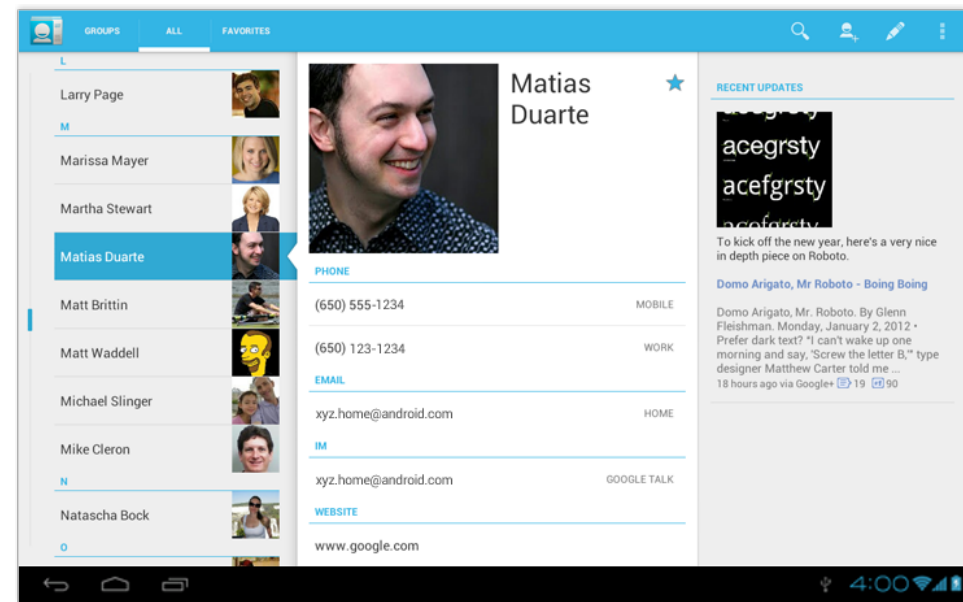 GROUPS
ALL
FAVORITES
L
Larry Page
M
Marissa Mayer
Martha Stewart
Matias Duarte
Matt Brittin
Matt Waddell
Michael Slinger
Mike Cleron
N
Natascha Bock
O
Matias
Duarte
PHONE
(650) 555-1234 MOBILE
(650) 123-1234 WORK
EMAIL
xyz.home@android.com HOME
IM
xyz.home@android.com GOOGLE TALK
WEBSITE
www.google.com
RECENT UPDATES
acegrsty
acefgrsty
To kick off the new year, here's a very nice
in depth piece on Roboto.
Domo Arigato, Mr Roboto - Boing Boing
Domo Arigato, Mr. Roboto. By Glenn
Fleishman. Monday, January 2, 2012 •
Prefer dark text? "I can't wake up one
morning and say, 'Screw the letter B,'" type
designer Matthew Carter told me ...
18 hours ago via Google+ 19 +1 90
4:00